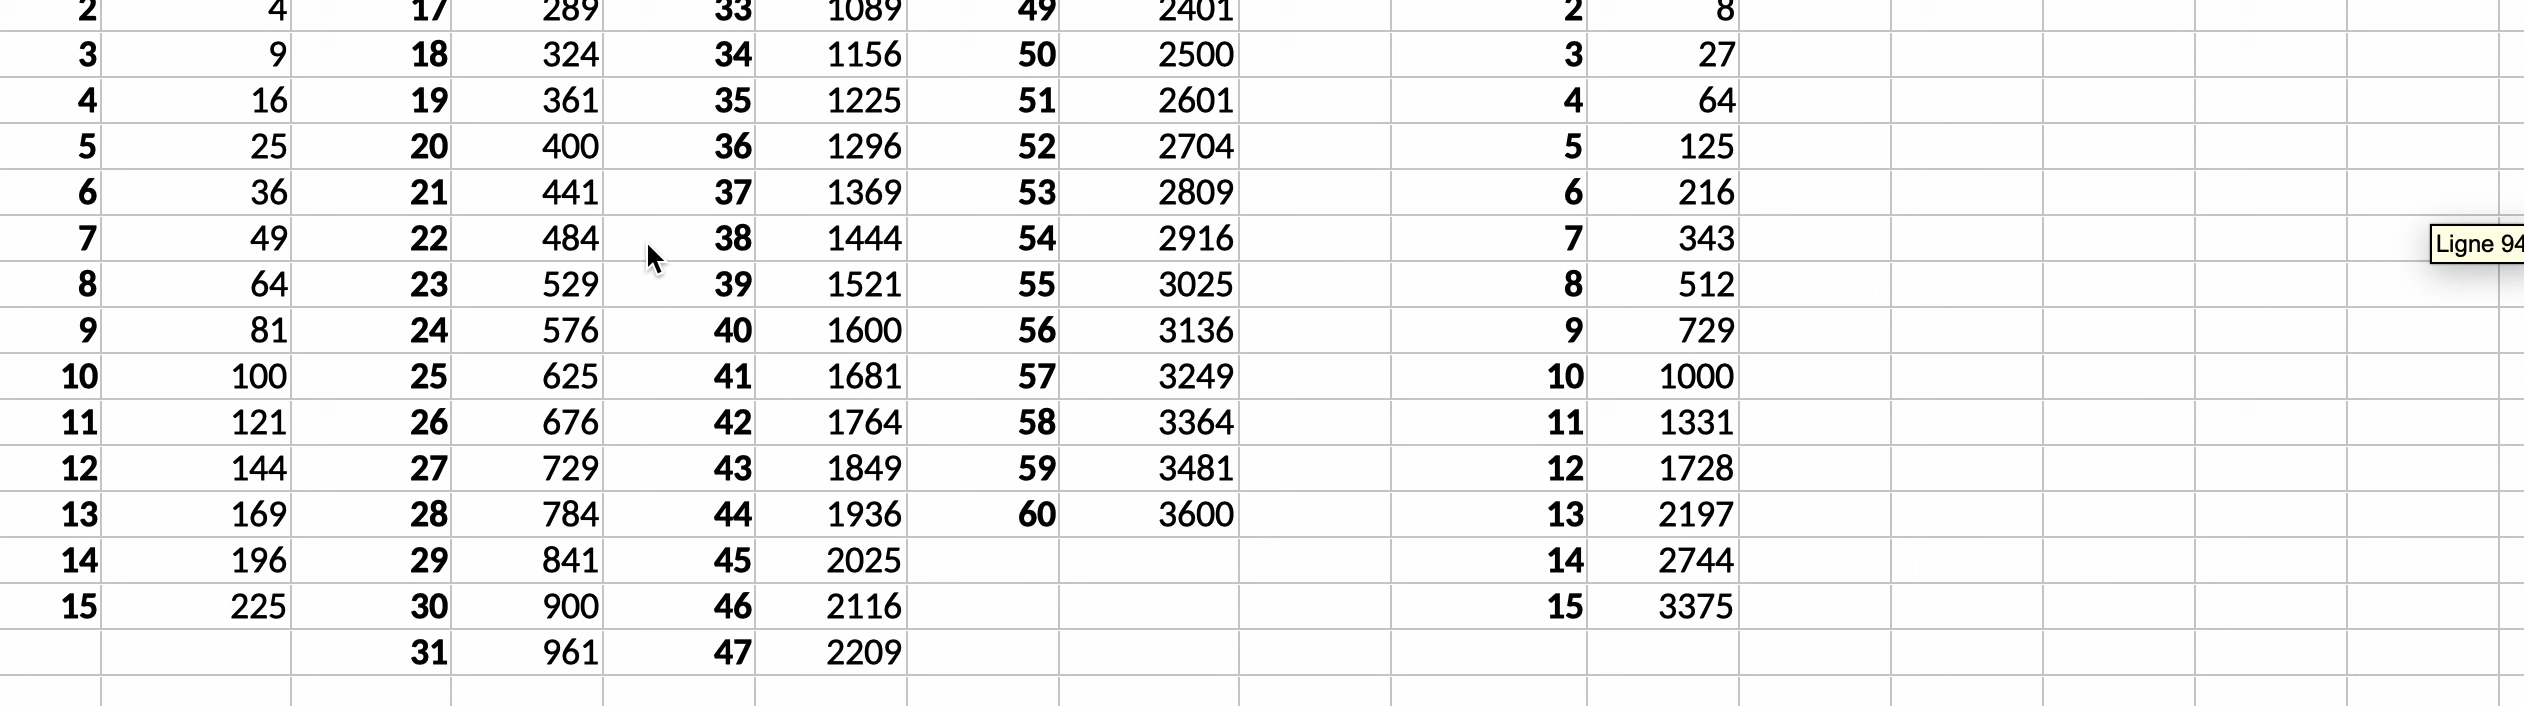 2 4 17 289 33 1089 49 2401 2 8
3 9 18 324 34 1156 50 2500 3 27
4 16 19 361 35 1225 51 2601 4 64
5 25 20 400 36 1296 52 2704 5 125
6 36 21 441 37 1369 53 2809 6 216
7 49 22 484 38 1444 54 2916 7 343
Ligne 94
8 64 23 529 39 1521 55 3025 8 512
9 81 24 576 40 1600 56 3136 9 729
10 100 25 625 41 1681 57 3249 10 1000
11 121 26 676 42 1764 58 3364 11 1331
12 144 27 729 43 1849 59 3481 12 1728
13 169 28 784 44 1936 60 3600 13 2197
14 196 29 841 45 2025 14 2744
15 225 30 900 46 2116 15 3375
31 961 47 2209